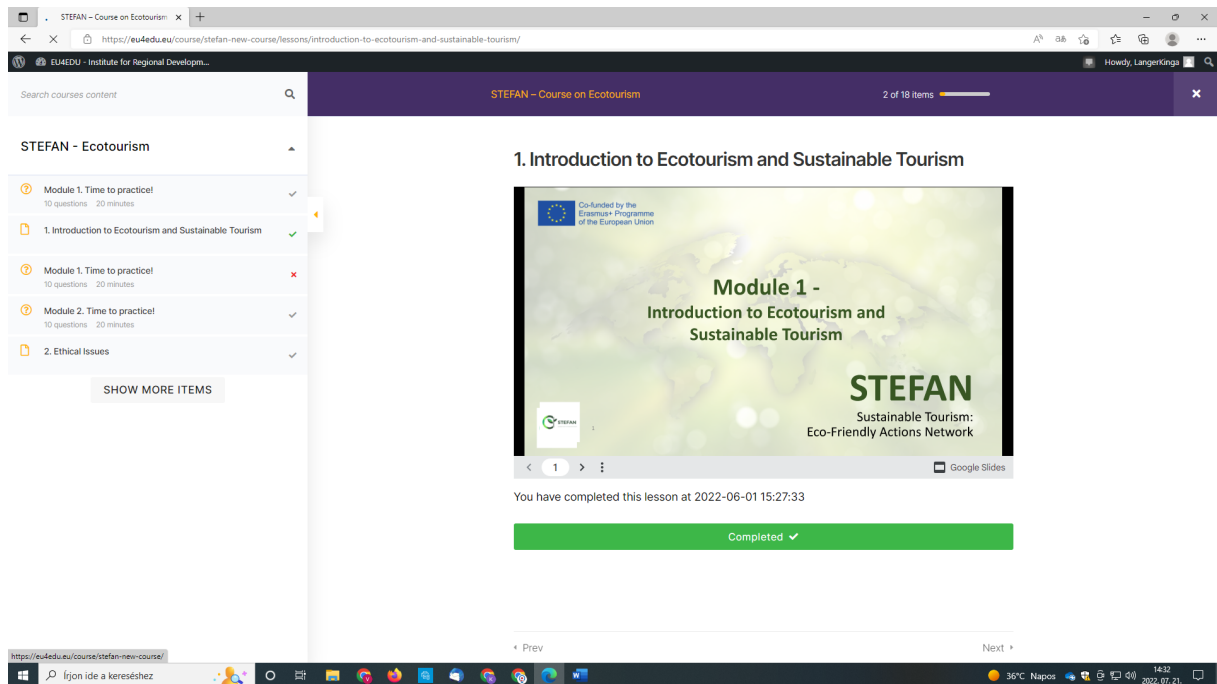 STEFAN – Course on Ecotourism
https://eu4edu.eu/course/stefan-new-course/lessons/introduction-to-ecotourism-and-sustainable-tourism/
EU4EDU - Institute for Regional Developm...
Howdy, LangerKinga
Search courses content
STEFAN – Course on Ecotourism
2 of 18 items
STEFAN - Ecotourism
Module 1. Time to practice!
10 questions 20 minutes
1. Introduction to Ecotourism and Sustainable Tourism
Module 1. Time to practice!
10 questions 20 minutes
Module 2. Time to practice!
10 questions 20 minutes
2. Ethical Issues
SHOW MORE ITEMS
1. Introduction to Ecotourism and Sustainable Tourism
Co-funded by the
Erasmus+ Programme
of the European Union
Module 1 -
Introduction to Ecotourism and
Sustainable Tourism
STEFAN
Sustainable Tourism:
Eco-Friendly Actions Network
STEFAN
1
1
Google Slides
You have completed this lesson at 2022-06-01 15:27:33
Completed
Prev
Next
https://eu4edu.eu/course/stefan-new-course/
Írjon ide a kereséshez
36°C Napos
14:32
2022. 07. 21.